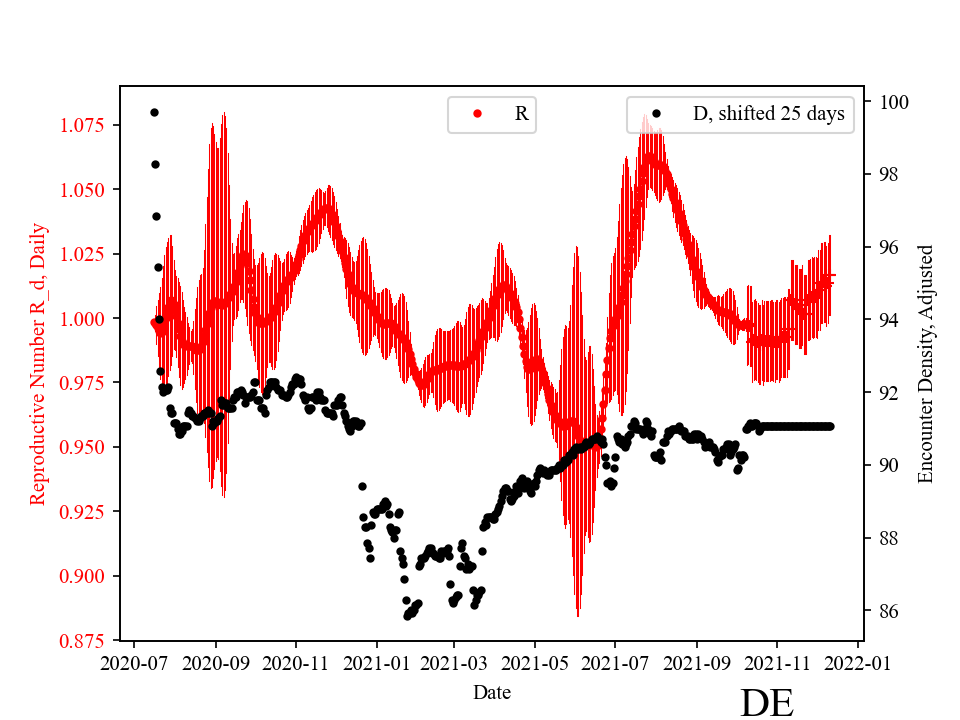 R
D, shifted 25 days
1.075
1.050
1.025
1.000
0.975
0.950
0.925
0.900
0.875
Reproductive Number R_d, Daily
100
98
96
94
92
90
88
86
Encounter Density, Adjusted
2020-07 2020-09 2020-11 2021-01 2021-03 2021-05 2021-07 2021-09 2021-11 2022-01
Date
DE